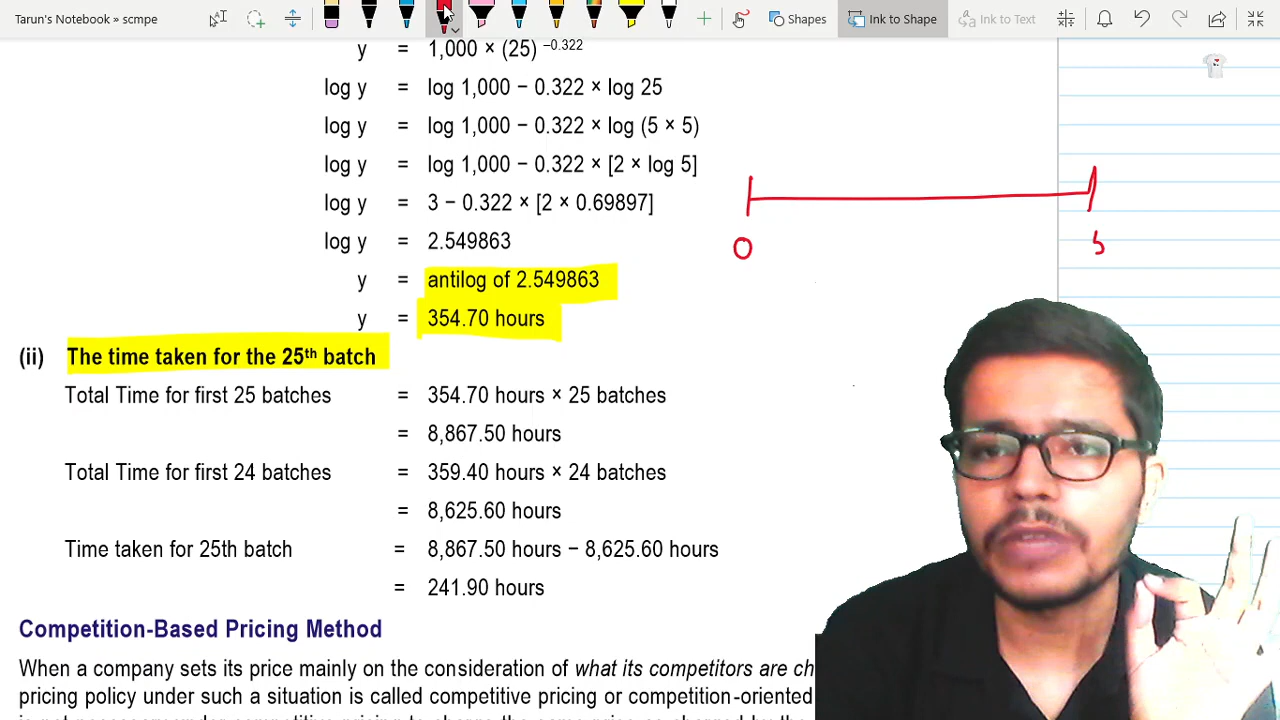 Tarun's Notebook » scmpe
Shapes
Ink to Shape
Ink to Text
y = 1,000 × (25) –0.322
log y = log 1,000 − 0.322 × log 25
log y = log 1,000 − 0.322 × log (5 × 5)
log y = log 1,000 − 0.322 × [2 × log 5]
log y = 3 − 0.322 × [2 × 0.69897]
log y = 2.549863
0
y = antilog of 2.549863
y = 354.70 hours
(ii) The time taken for the 25th batch
Total Time for first 25 batches = 354.70 hours × 25 batches
= 8,867.50 hours
Total Time for first 24 batches = 359.40 hours × 24 batches
= 8,625.60 hours
Time taken for 25th batch = 8,867.50 hours − 8,625.60 hours
= 241.90 hours
Competition-Based Pricing Method
When a company sets its price mainly on the consideration of what its competitors are ch
pricing policy under such a situation is called competitive pricing or competition-oriented